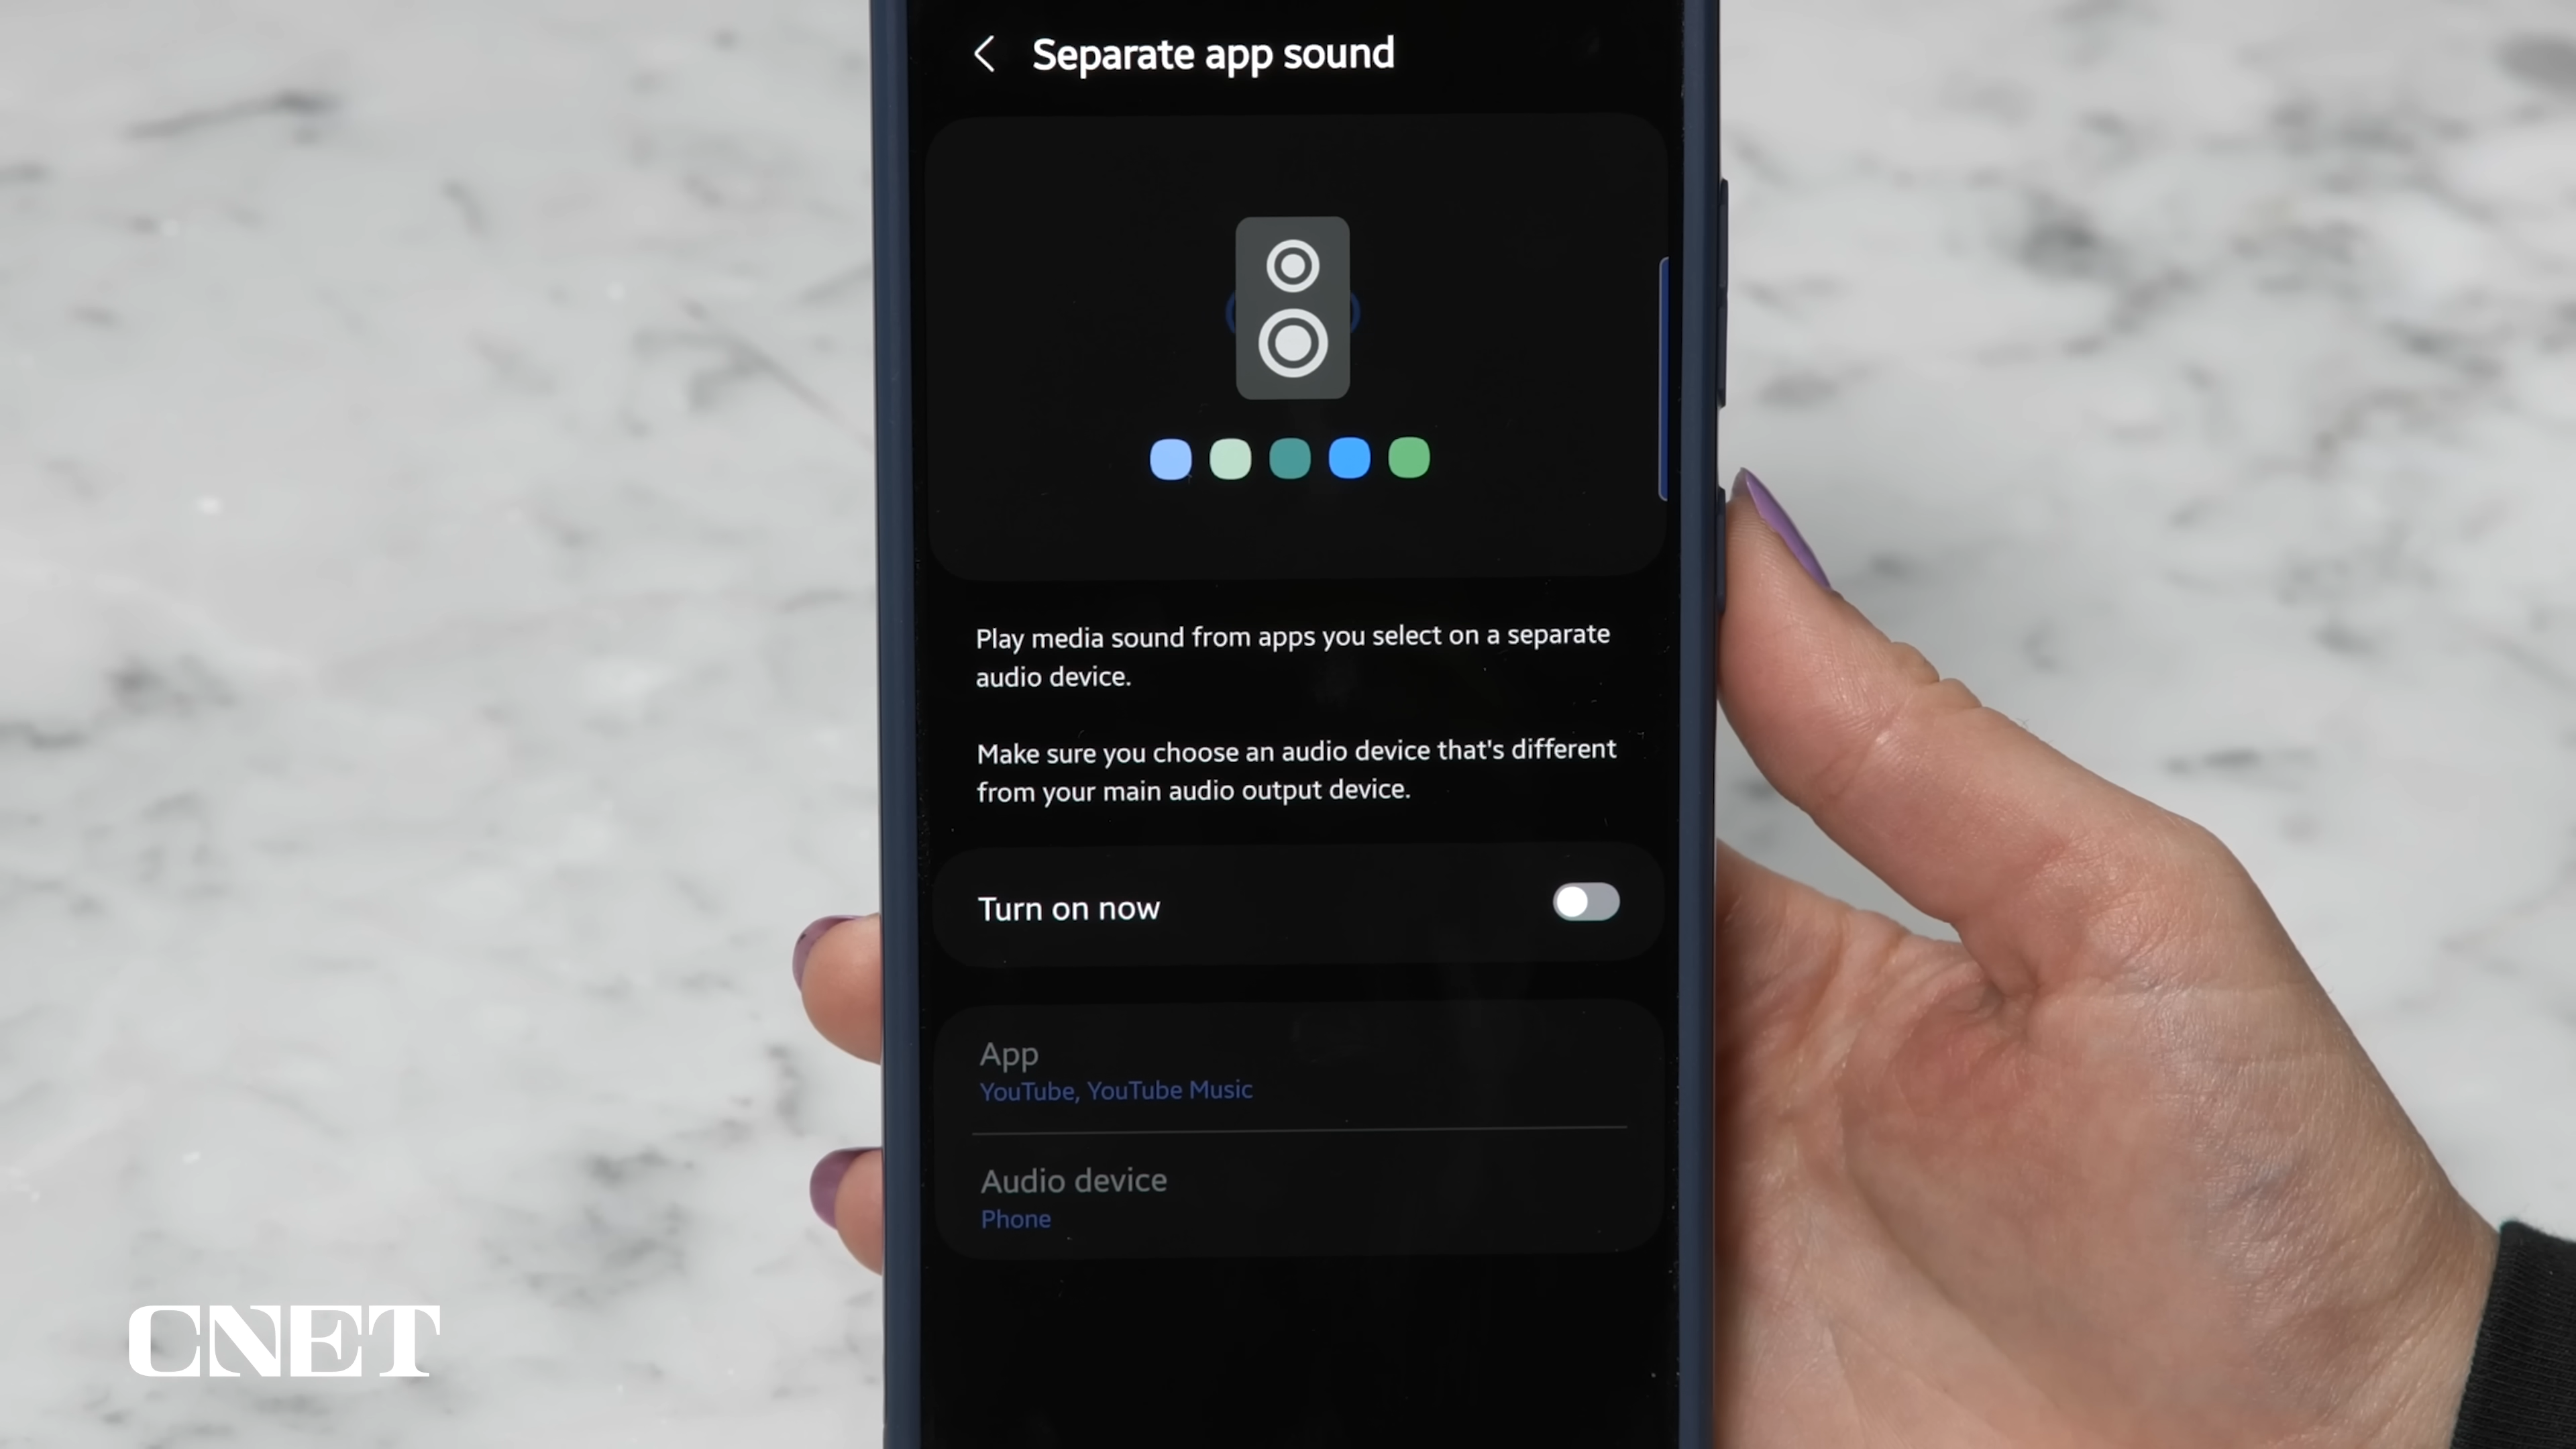 Separate app sound
Play media sound from apps you select on a separate
audio device.
Make sure you choose an audio device that's different
from your main audio output device.
Turn on now
App
YouTube, YouTube Music
Audio device
Phone
CNET